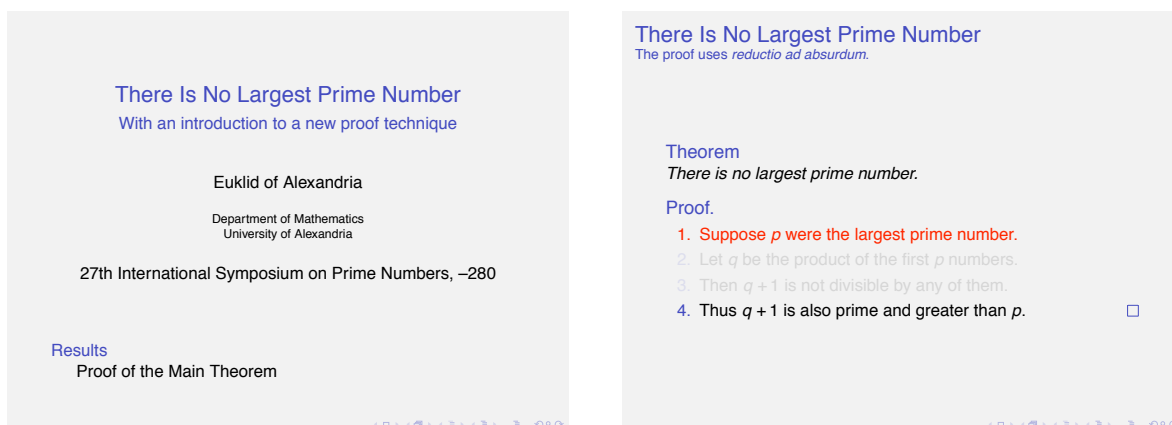 There Is No Largest Prime Number
With an introduction to a new proof technique
Euklid of Alexandria
Department of Mathematics
University of Alexandria
27th International Symposium on Prime Numbers, –280
Results
Proof of the Main Theorem
There Is No Largest Prime Number
The proof uses reductio ad absurdum.
Theorem
There is no largest prime number.
Proof.
1. Suppose p were the largest prime number.
2. Let q be the product of the first p numbers.
3. Then q + 1 is not divisible by any of them.
4. Thus q + 1 is also prime and greater than p.